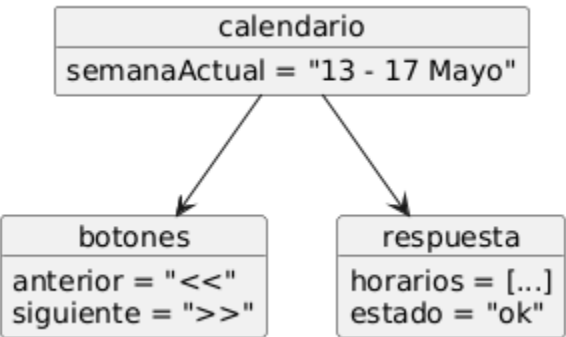 calendario
semanaActual = "13 - 17 Mayo"
botones
anterior = "<<"
siguiente = ">>"
respuesta
horarios = [...]
estado = "ok"